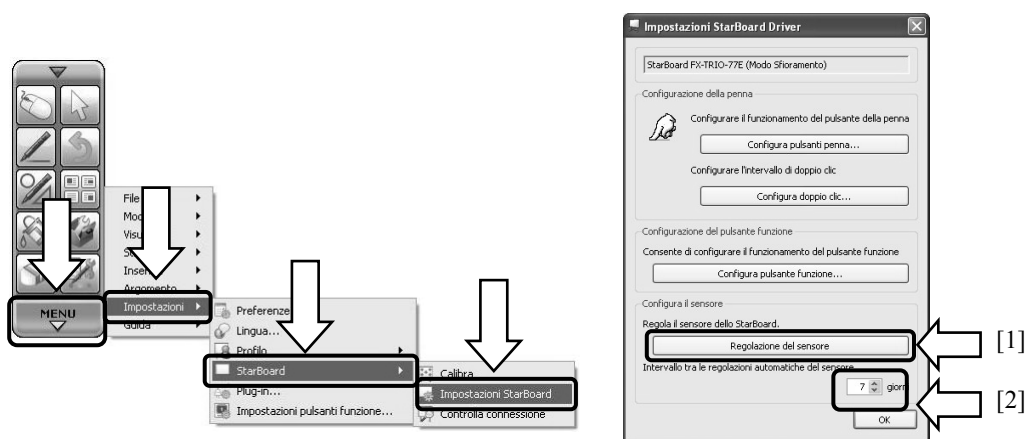 MENU
File
Argomento
Impostazioni
Guida
Preferenze
Lingua...
Profilo
StarBoard
Plug-in...
Impostazioni pulsanti funzione...
Calibra
Impostazioni StarBoard
Controlla connessione
Impostazioni StarBoard Driver
StarBoard FX-TRIO-77E (Modo Sfioramento)
Configurazione della penna
Configurare il funzionamento del pulsante della penna
Configura pulsanti penna...
Configurare l'intervallo di doppio clic
Configura doppio clic...
Configurazione del pulsante funzione
Consente di configurare il funzionamento del pulsante funzione
Configura pulsante funzione...
Configura il sensore
Regola il sensore dello StarBoard.
Regolazione del sensore
[1]
Intervallo tra le regolazioni automatiche del sensore
7 giorni
[2]
OK